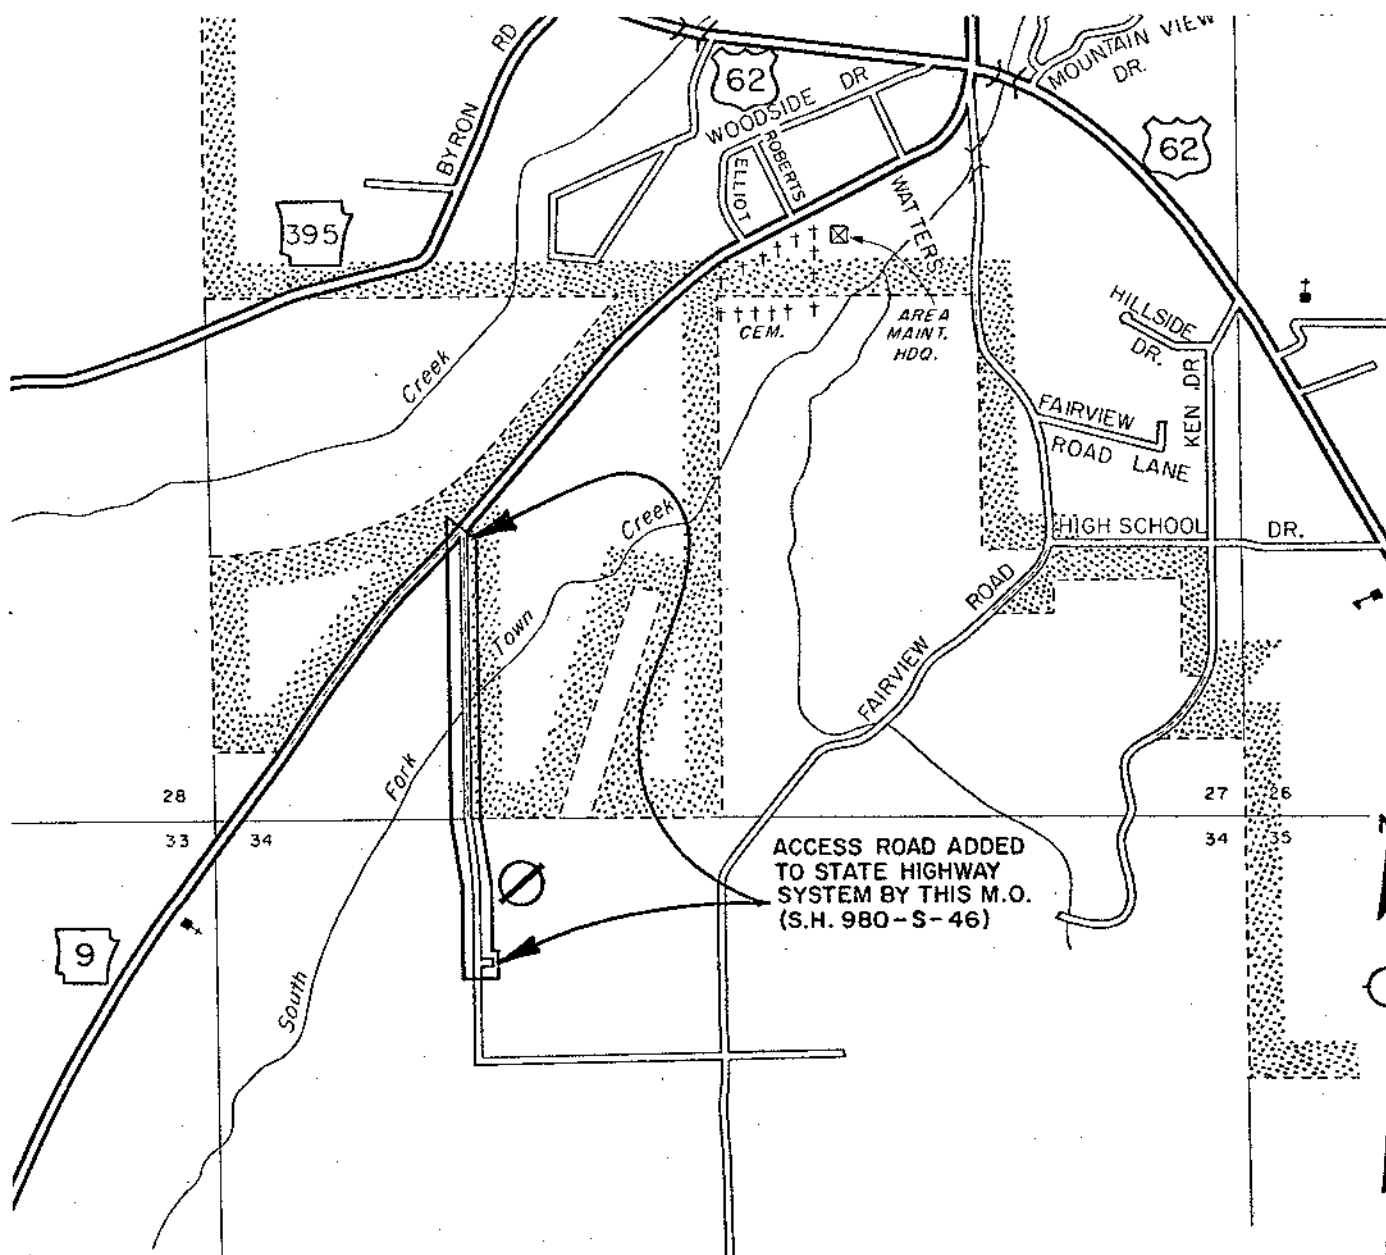 BYRON RD
62
WOODSIDE DR
MOUNTAIN VIEW
DR.
62
ELLIOT
ROBERTS
WATTERS
395
CEM.
AREA
MAINT.
HDQ.
HILLSIDE
DR.
KEN DR
FAIRVIEW
ROAD LANE
Creek
HIGH SCHOOL DR.
South Fork Town Creek
FAIRVIEW ROAD
28
33 34
27 26
34 35
ACCESS ROAD ADDED
TO STATE HIGHWAY
SYSTEM BY THIS M.O.
(S.H. 980-S-46)
9